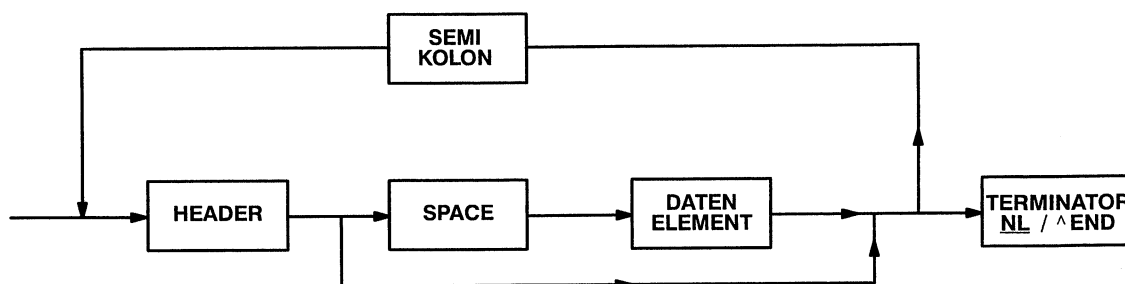 SEMI
KOLON
HEADER
SPACE
DATEN
ELEMENT
TERMINATOR
NL / ^END